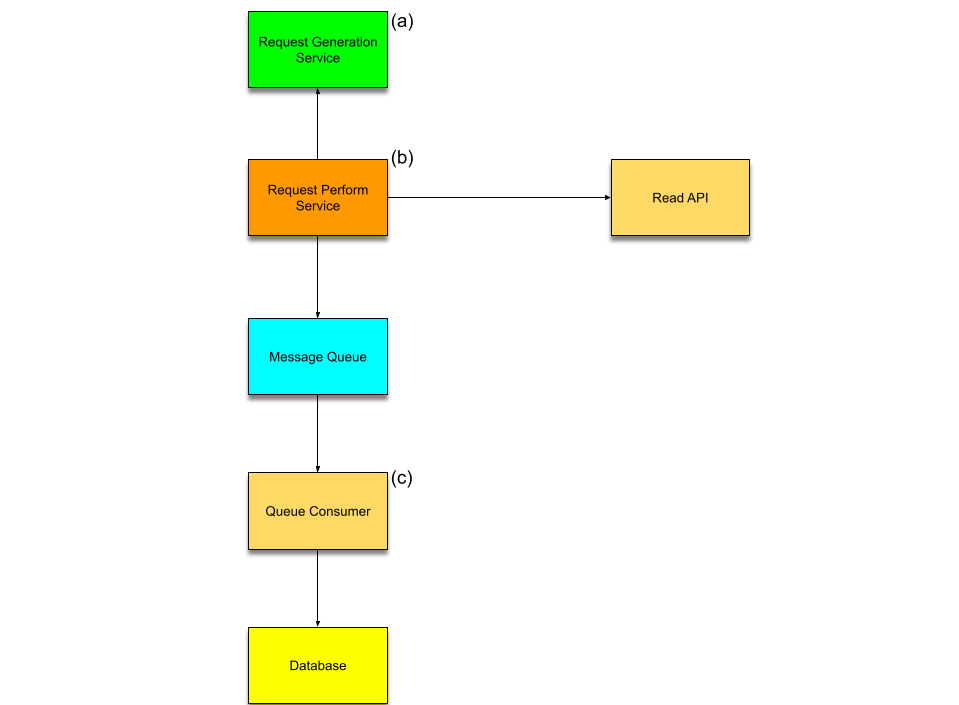 (a)
Request Generation
Service
(b)
Request Perform
Service
Read API
Message Queue
(c)
Queue Consumer
Database